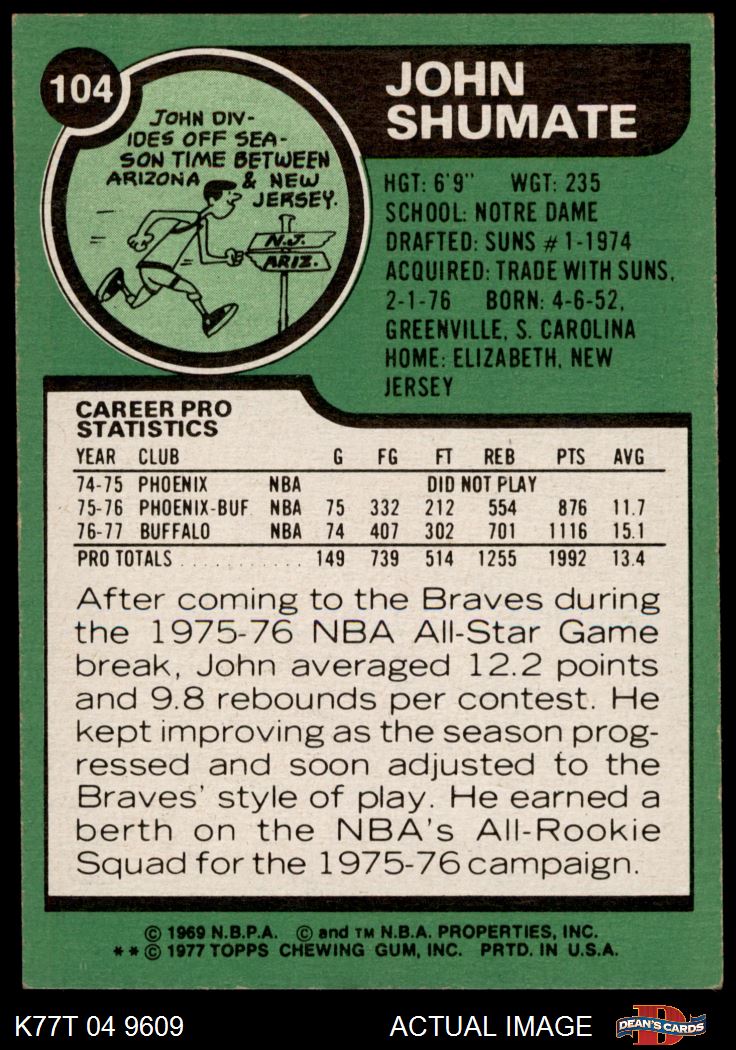 104
JOHN
SHUMATE
JOHN DIV-
IDES OFF SEA-
SON TIME BETWEEN
ARIZONA & NEW
JERSEY.
N.J.
ARIZ.
HGT: 6'9" WGT: 235
SCHOOL: NOTRE DAME
DRAFTED: SUNS #1-1974
ACQUIRED: TRADE WITH SUNS,
2-1-76 BORN: 4-6-52,
GREENVILLE, S. CAROLINA
HOME: ELIZABETH, NEW
JERSEY
CAREER PRO
STATISTICS
YEAR CLUB G FG FT REB PTS AVG
74-75 PHOENIX NBA DID NOT PLAY
75-76 PHOENIX-BUF NBA 75 332 212 554 876 11.7
76-77 BUFFALO NBA 74 407 302 701 1116 15.1
PRO TOTALS . . . . . . . . . . . . 149 739 514 1255 1992 13.4
After coming to the Braves during
the 1975-76 NBA All-Star Game
break, John averaged 12.2 points
and 9.8 rebounds per contest. He
kept improving as the season prog-
ressed and soon adjusted to the
Braves' style of play. He earned a
berth on the NBA's All-Rookie
Squad for the 1975-76 campaign.
© 1969 N.B.P.A. © and TM N.B.A. PROPERTIES, INC.
**© 1977 TOPPS CHEWING GUM, INC. PRTD. IN U.S.A.
K77T 04 9609 ACTUAL IMAGE D DEAN'S CARDS